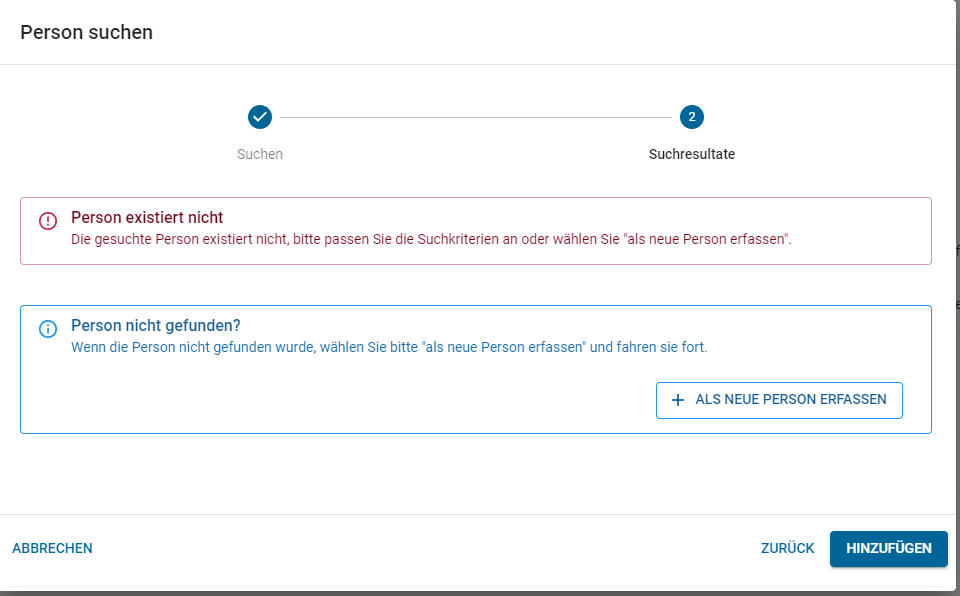 Person suchen
2
Suchen
Suchresultate
Person existiert nicht
Die gesuchte Person existiert nicht, bitte passen Sie die Suchkriterien an oder wählen Sie "als neue Person erfassen".
Person nicht gefunden?
Wenn die Person nicht gefunden wurde, wählen Sie bitte "als neue Person erfassen" und fahren sie fort.
ALS NEUE PERSON ERFASSEN
ABBRECHEN
ZURÜCK
HINZUFÜGEN